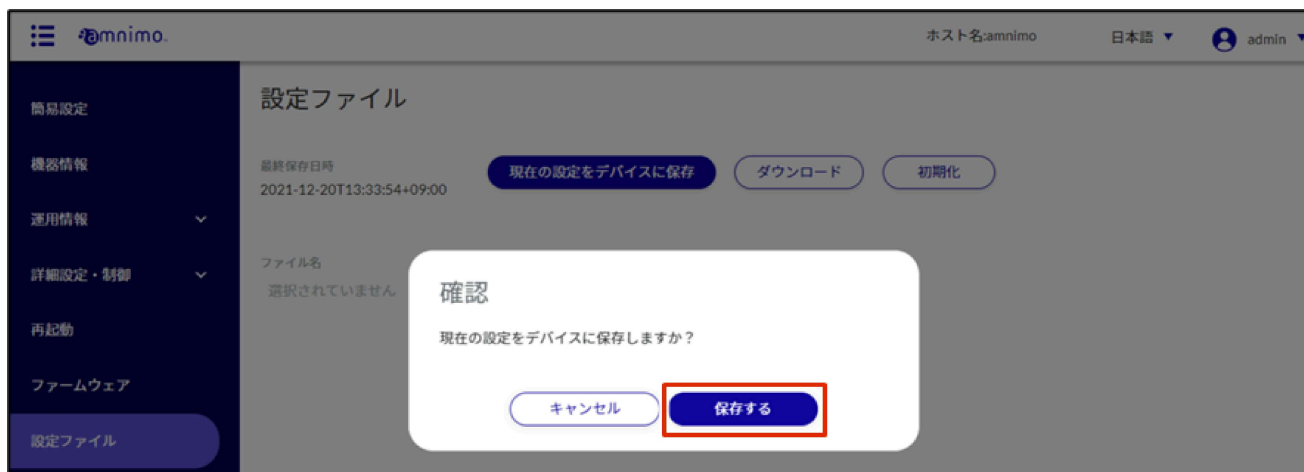 amnimo.
ホスト名:amnimo
日本語
admin
簡易設定
機器情報
運用情報
詳細設定・制御
再起動
ファームウェア
設定ファイル
設定ファイル
最終保存日時
2021-12-20T13:33:54+09:00
現在の設定をデバイスに保存
ダウンロード
初期化
ファイル名
選択されていません
確認
現在の設定をデバイスに保存しますか？
キャンセル
保存する